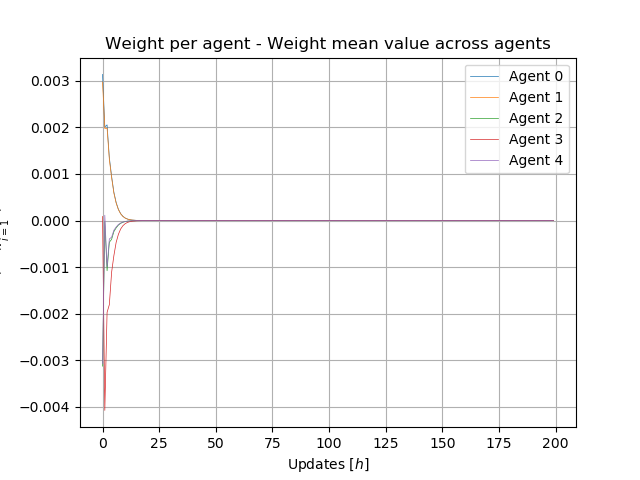 Weight per agent - Weight mean value across agents
0.003
0.002
0.001
0.000
−0.001
−0.002
−0.003
−0.004
Agent 0
Agent 1
Agent 2
Agent 3
Agent 4
0 25 50 75 100 125 150 175 200
Updates [h]